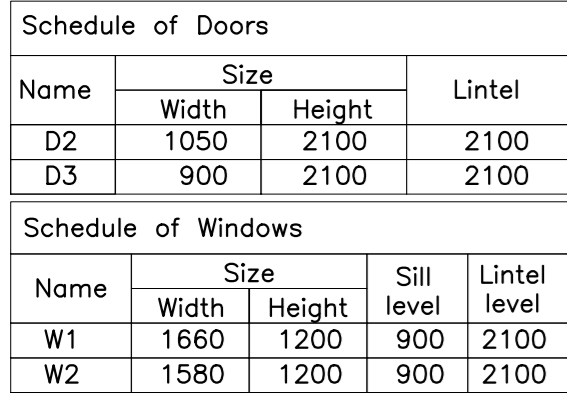 Schedule of Doors
Name Size Lintel
Width Height
D2 1050 2100 2100
D3 900 2100 2100
Schedule of Windows
Name Size Sill level Lintel level
Width Height
W1 1660 1200 900 2100
W2 1580 1200 900 2100